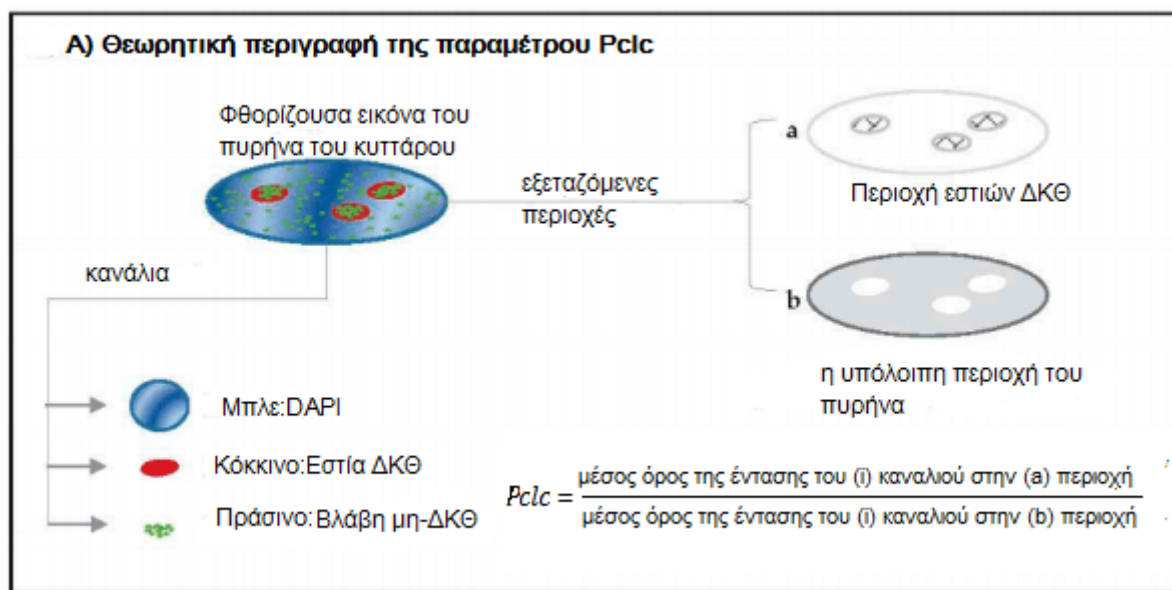 Α) Θεωρητική περιγραφή της παραμέτρου Pclc
Φθορίζουσα εικόνα του
πυρήνα του κυττάρου
εξεταζόμενες
περιοχές
a
Περιοχή εστιών ΔΚΘ
κανάλια
b
η υπόλοιπη περιοχή του
πυρήνα
Μπλε:DAPI
Κόκκινο:Εστία ΔΚΘ
Πράσινο:Βλάβη μη-ΔΚΘ
Pclc =
μέσος όρος της έντασης του (i) καναλιού στην (a) περιοχή
μέσος όρος της έντασης του (i) καναλιού στην (b) περιοχή